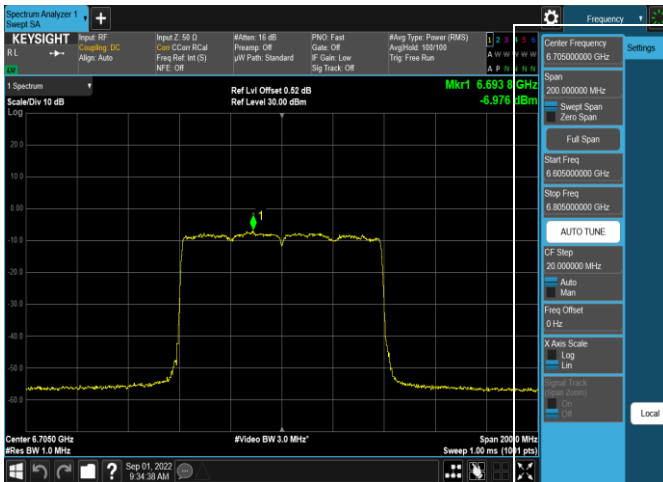 Spectrum Analyzer 1
Swept SA
Frequency
KEYSIGHT
RL
LV
Input: RF
Coupling: DC
Align: Auto
Input Z: 50 Ω
Corr CCorr RCal
Freq Ref: Int (S)
NFE: Off
#Atten: 16 dB
Preamp: Off
µW Path: Standard
PNO: Fast
Gate: Off
IF Gain: Low
Sig Track: Off
#Avg Type: Power (RMS)
Avg|Hold: 100/100
Trig: Free Run
1 2 3 4 5 6
A W W W W W
A P N N N N
1 Spectrum
Scale/Div 10 dB
Log
Ref Lvl Offset 0.52 dB
Ref Level 30.00 dBm
Mkr1 6.693 8 GHz
-6.976 dBm
20.0
10.0
0.00
-10.0
-20.0
-30.0
-40.0
-50.0
-60.0
1
Center 6.7050 GHz
#Res BW 1.0 MHz
#Video BW 3.0 MHz*
Span 200.0 MHz
Sweep 1.00 ms (1001 pts)
Center Frequency
6.705000000 GHz
Span
200.000000 MHz
Swept Span
Zero Span
Full Span
Start Freq
6.605000000 GHz
Stop Freq
6.805000000 GHz
AUTO TUNE
CF Step
20.000000 MHz
Auto
Man
Freq Offset
0 Hz
X Axis Scale
Log
Lin
Signal Track
(Span Zoom)
On
Off
Settings
Local
?
Sep 01, 2022
9:34:38 AM